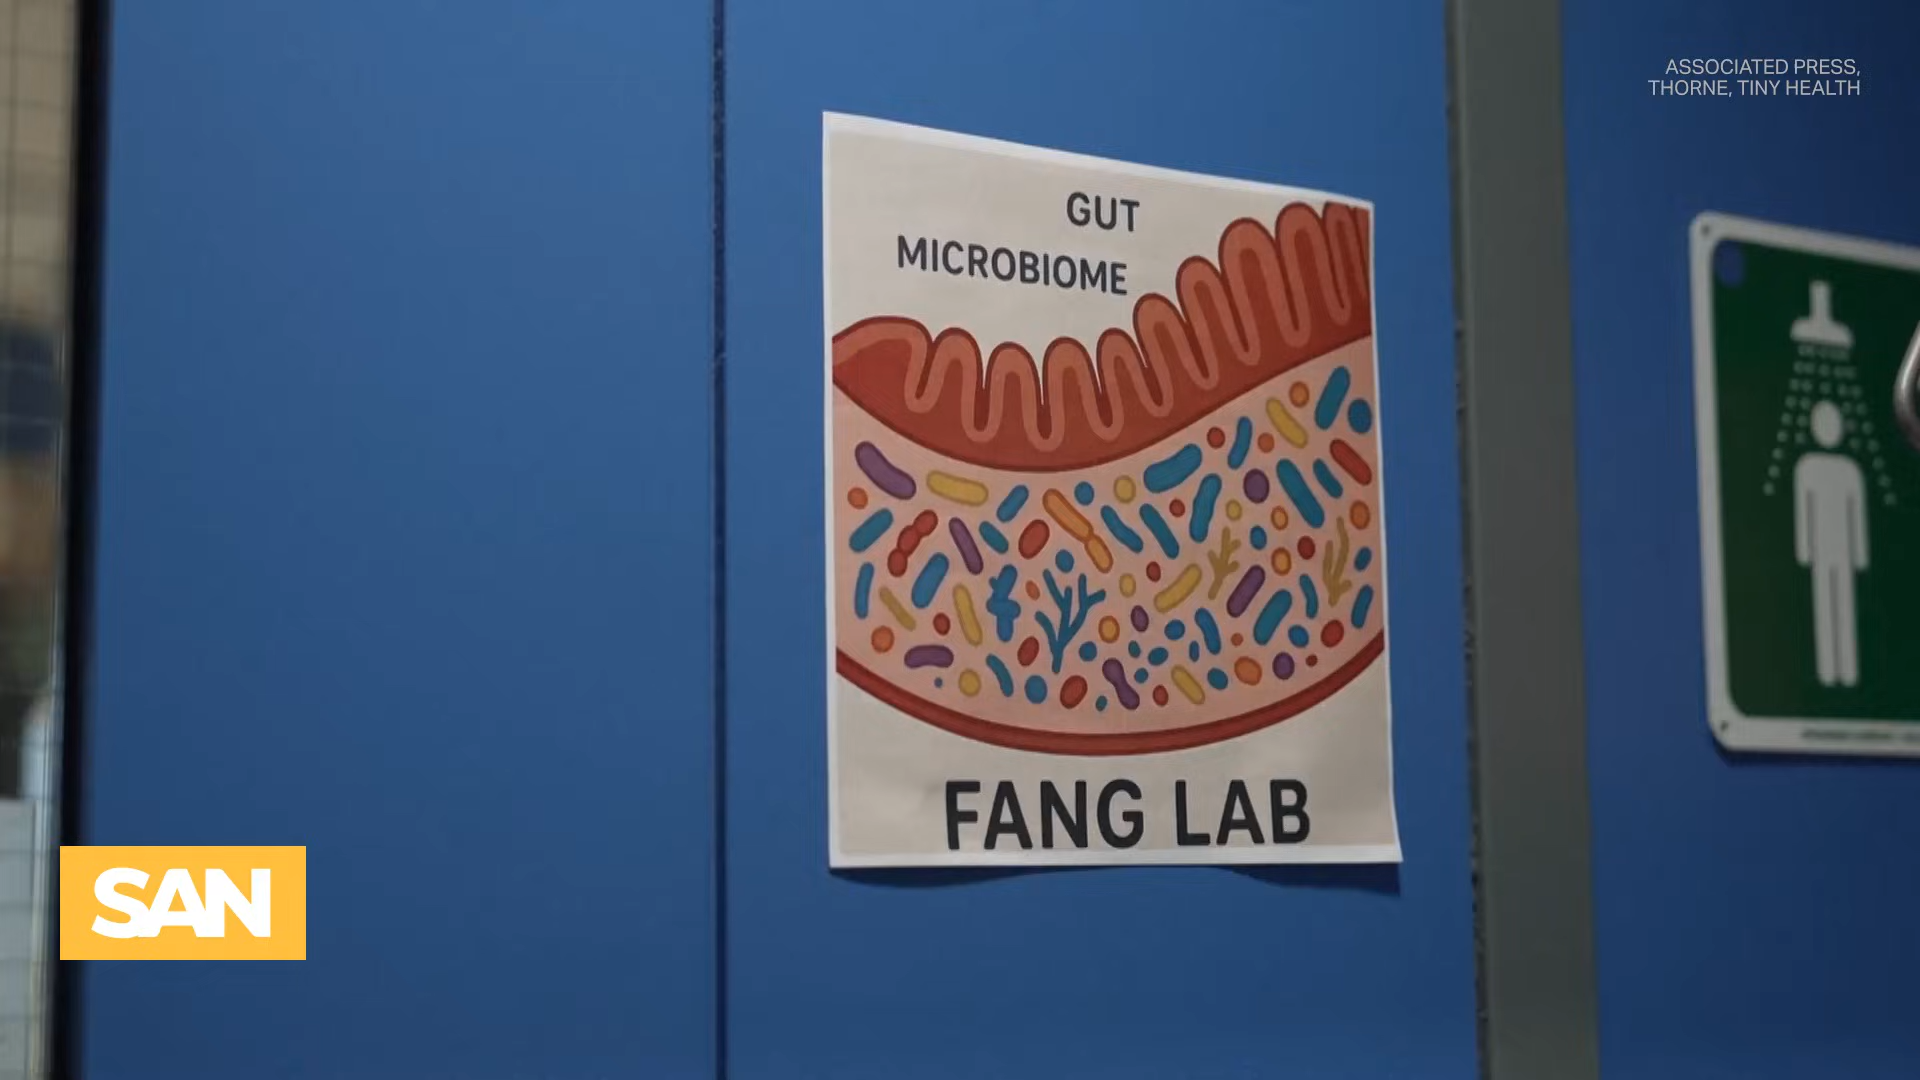 ASSOCIATED PRESS,
THORNE, TINY HEALTH
GUT
MICROBIOME
FANG LAB
SAN